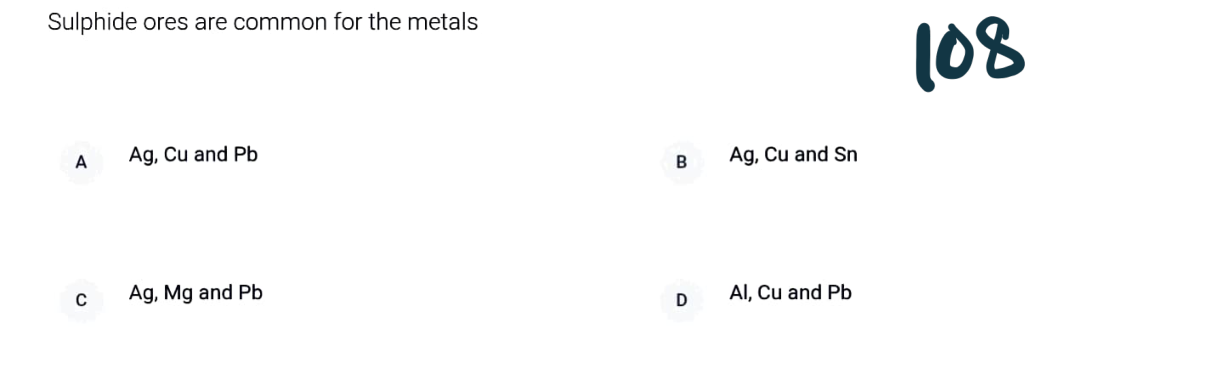 Sulphide ores are common for the metals
108
A Ag, Cu and Pb
B Ag, Cu and Sn
C Ag, Mg and Pb
D Al, Cu and Pb